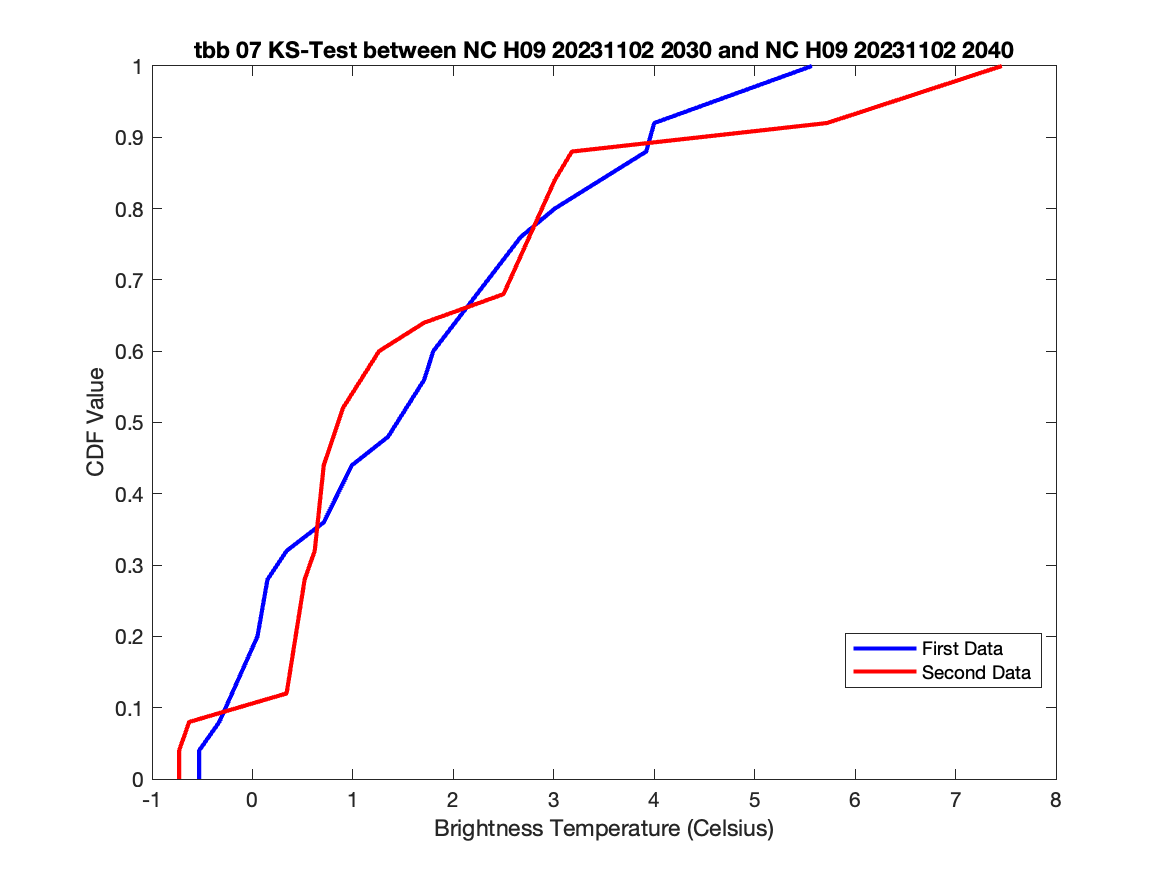 tbb 07 KS-Test between NC H09 20231102 2030 and NC H09 20231102 2040
1
0.9
0.8
0.7
0.6
0.5
0.4
0.3
0.2
0.1
0
CDF Value
First Data
Second Data
-1 0 1 2 3 4 5 6 7 8
Brightness Temperature (Celsius)